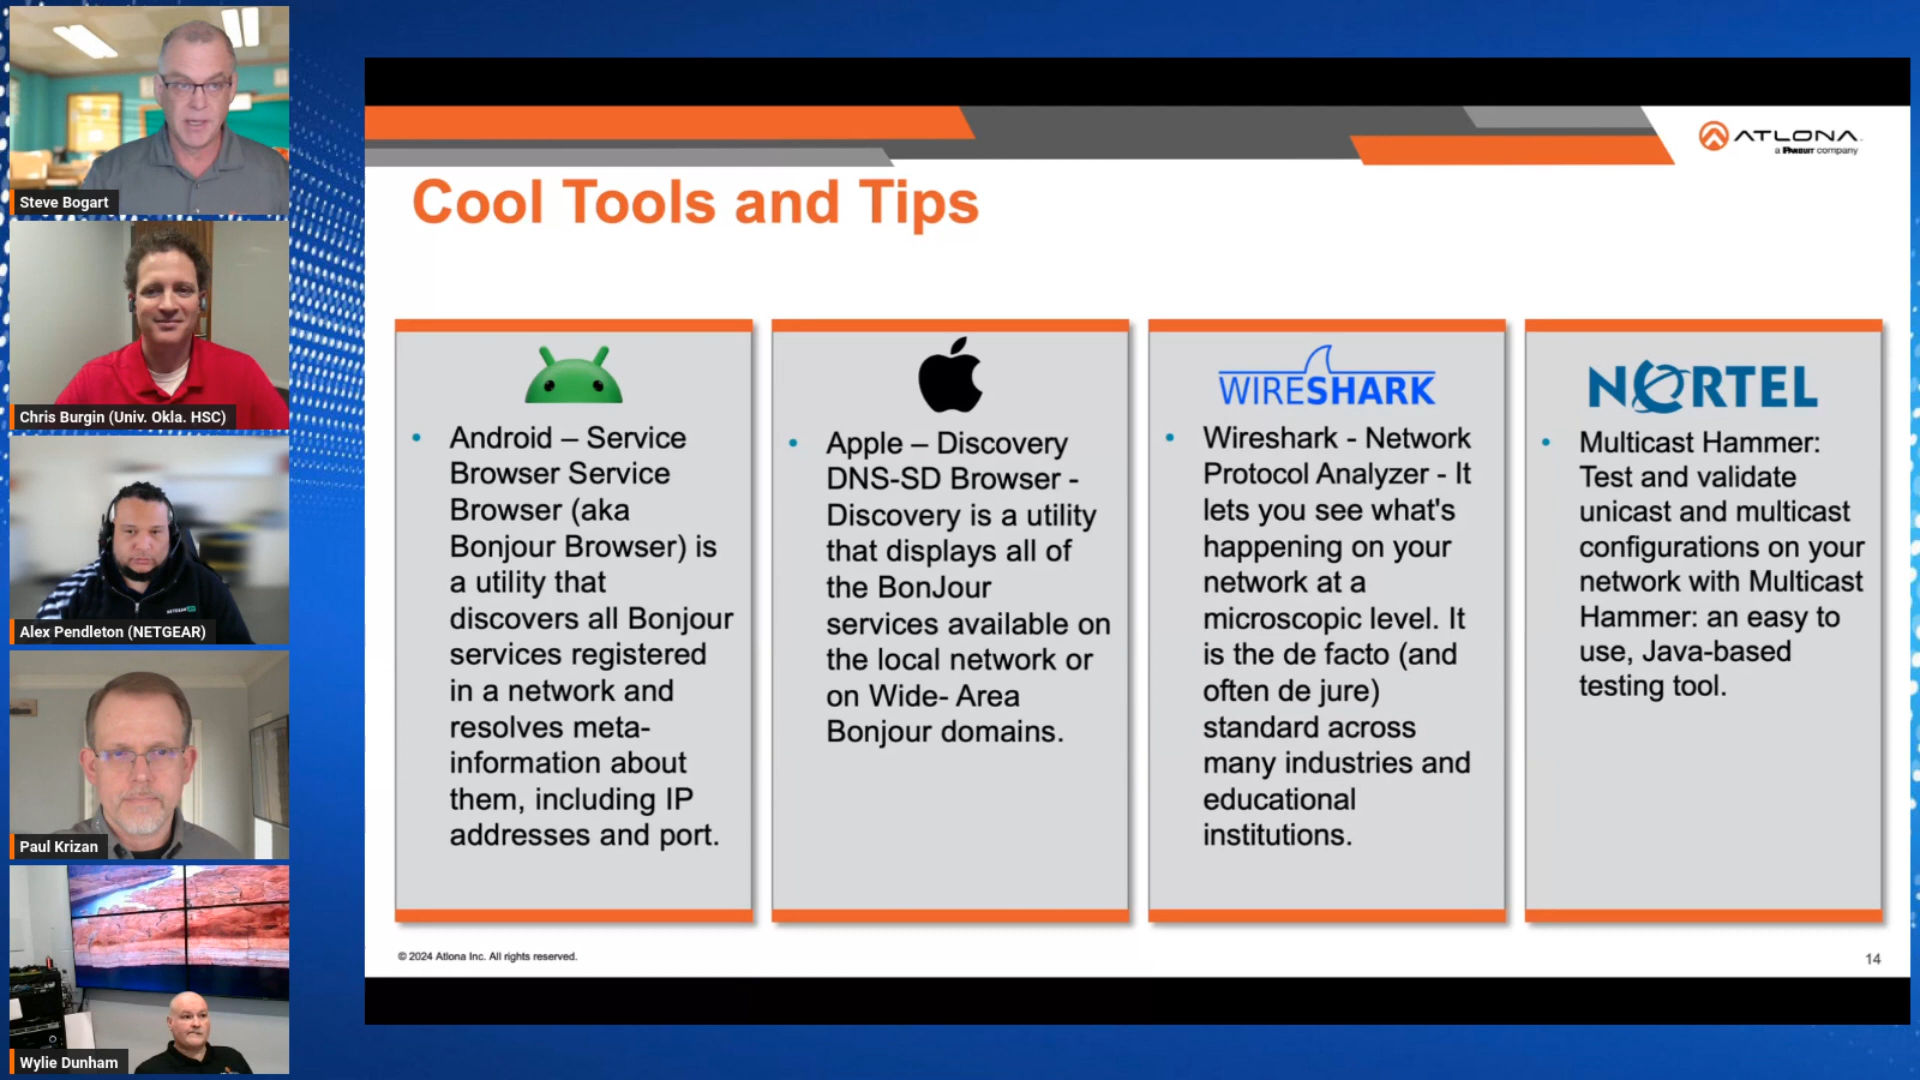 Steve Bogart
Chris Burgin (Univ. Okla. HSC)
NETGEAR
Alex Pendleton (NETGEAR)
Paul Krizan
Wylie Dunham
ATLONA
a PANDUIT company
Cool Tools and Tips
• Android – Service
Browser Service
Browser (aka
Bonjour Browser) is
a utility that
discovers all Bonjour
services registered
in a network and
resolves meta-
information about
them, including IP
addresses and port.
• Apple – Discovery
DNS-SD Browser -
Discovery is a utility
that displays all of
the BonJour
services available on
the local network or
on Wide- Area
Bonjour domains.
WIRESHARK
• Wireshark - Network
Protocol Analyzer - It
lets you see what's
happening on your
network at a
microscopic level. It
is the de facto (and
often de jure)
standard across
many industries and
educational
institutions.
NORTEL
• Multicast Hammer:
Test and validate
unicast and multicast
configurations on your
network with Multicast
Hammer: an easy to
use, Java-based
testing tool.
© 2024 Atlona Inc. All rights reserved.
14